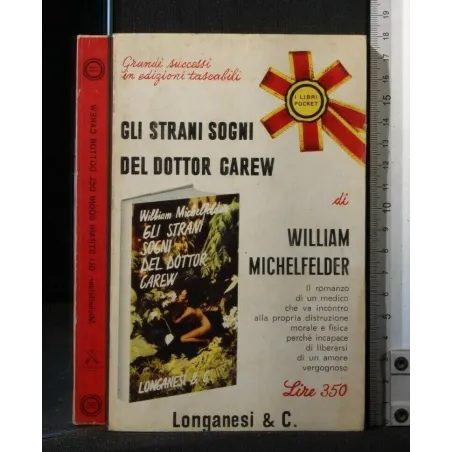 Grandi successi
in edizioni tascabili
I LIBRI
POCKET
GLI STRANI SOGNI
DEL DOTTOR CAREW
di
WILLIAM
MICHELFELDER
Il romanzo
di un medico
che va incontro
alla propria distruzione
morale e fisica
perché incapace
di liberarsi
di un amore
vergognoso
Lire 350
Longanesi & C.
William Michelfelder
GLI STRANI
SOGNI
DEL DOTTOR
CAREW
LONGANESI & C.